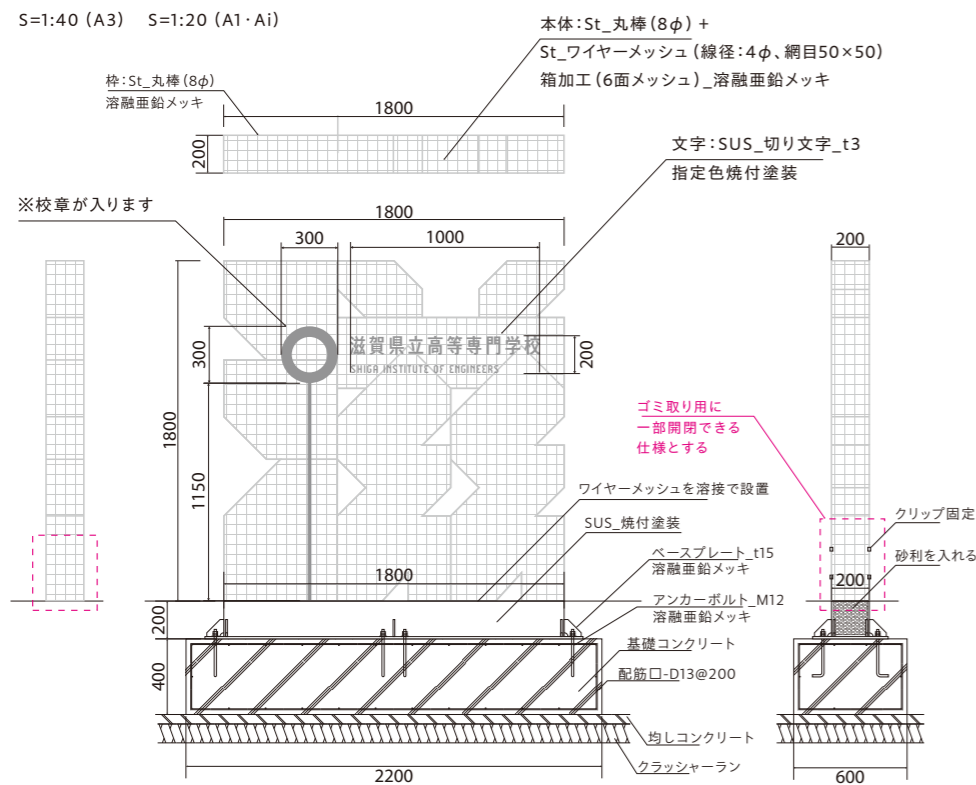 S=1:40 (A3) S=1:20 (A1・Ai)
本体：St_丸棒(8φ) +
St_ワイヤーメッシュ(線径：4φ、網目50×50)
箱加工(6面メッシュ)_溶融亜鉛メッキ
枠：St_丸棒(8φ)
溶融亜鉛メッキ
1800
200
文字：SUS_切り文字_t3
指定色焼付塗装
※校章が入ります
1800
300
1000
200
滋賀県立高等専門学校
SHIGA INSTITUTE OF ENGINEERS
300
200
1800
1150
ゴミ取り用に
一部開閉できる
仕様とする
ワイヤーメッシュを溶接で設置
クリップ固定
SUS_焼付塗装
砂利を入れる
ベースプレート_t15
溶融亜鉛メッキ
1800
200
アンカーボルト_M12
溶融亜鉛メッキ
200
基礎コンクリート
400
配筋口-D13@200
均しコンクリート
クラッシャーラン
2200
600